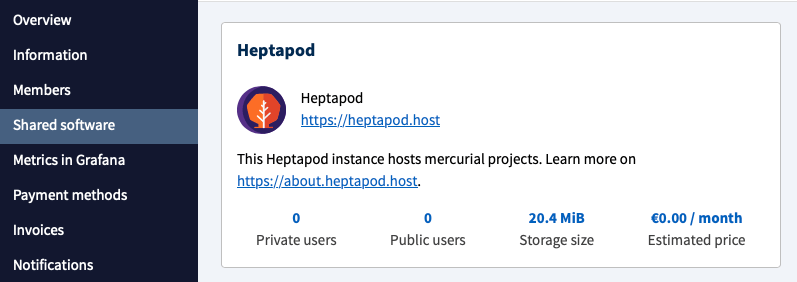 Overview
Information
Members
Shared software
Metrics in Grafana
Payment methods
Invoices
Notifications
Heptapod
Heptapod
https://heptapod.host
This Heptapod instance hosts mercurial projects. Learn more on
https://about.heptapod.host.
0 0 20.4 MiB €0.00 / month
Private users Public users Storage size Estimated price